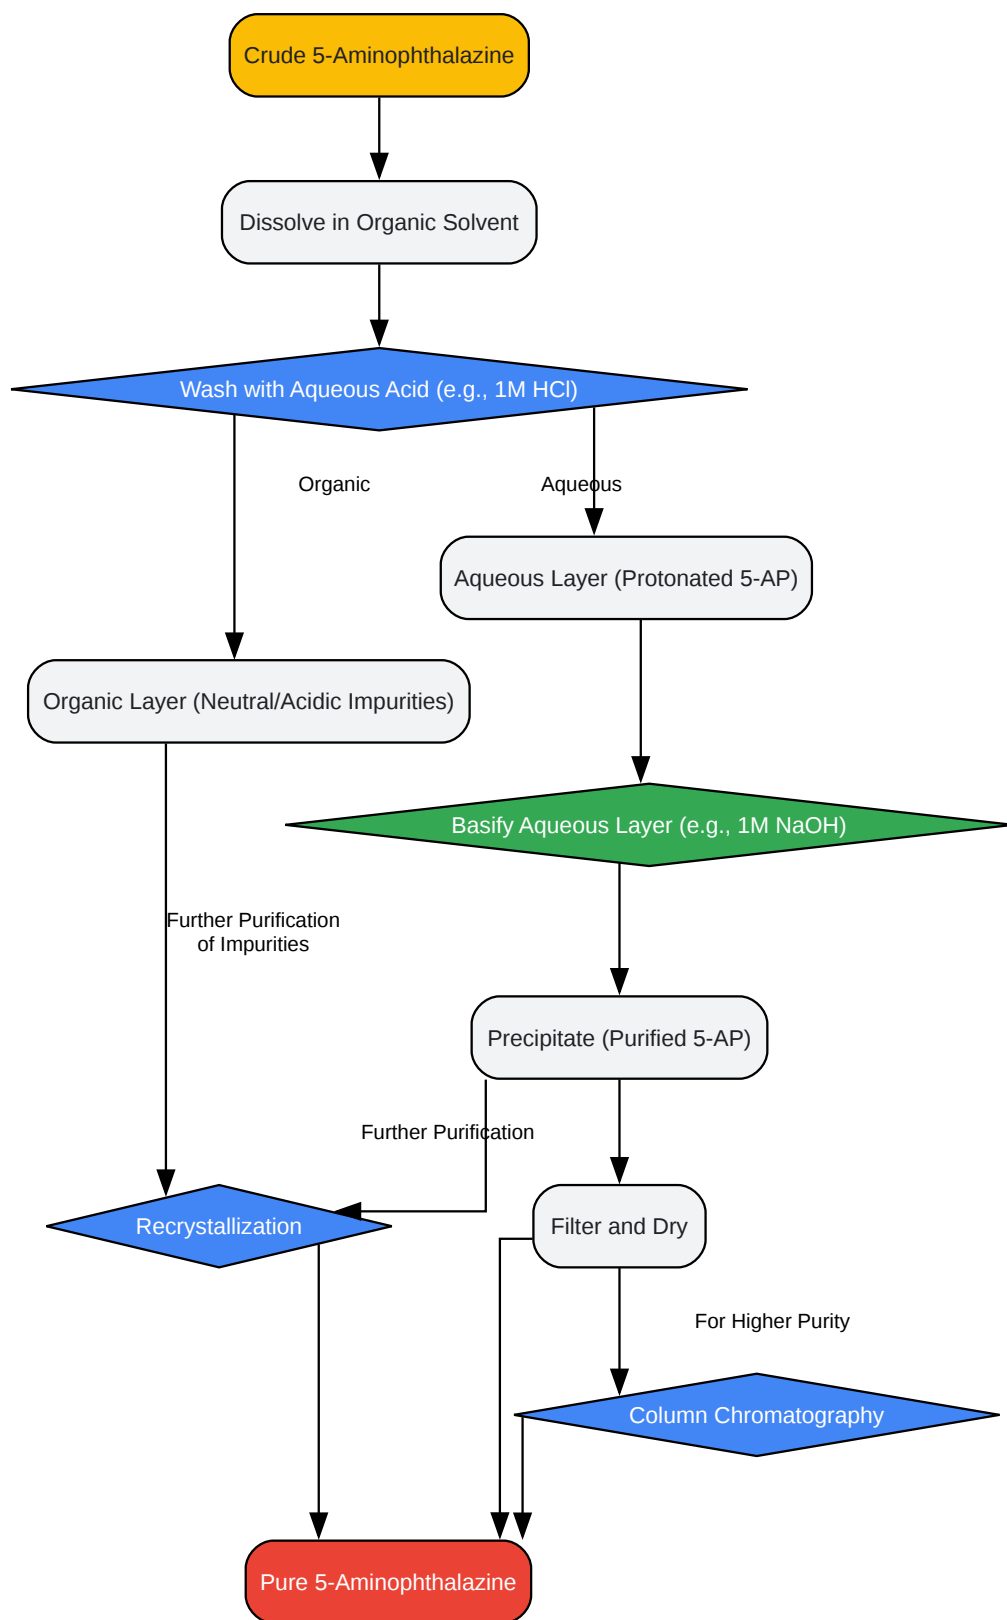 Crude 5-Aminophthalazine
Dissolve in Organic Solvent
Wash with Aqueous Acid (e.g., 1M HCl)
Organic
Aqueous
Aqueous Layer (Protonated 5-AP)
Organic Layer (Neutral/Acidic Impurities)
Basify Aqueous Layer (e.g., 1M NaOH)
Further Purification
of Impurities
Precipitate (Purified 5-AP)
Further Purification
Recrystallization
Filter and Dry
For Higher Purity
Column Chromatography
Pure 5-Aminophthalazine